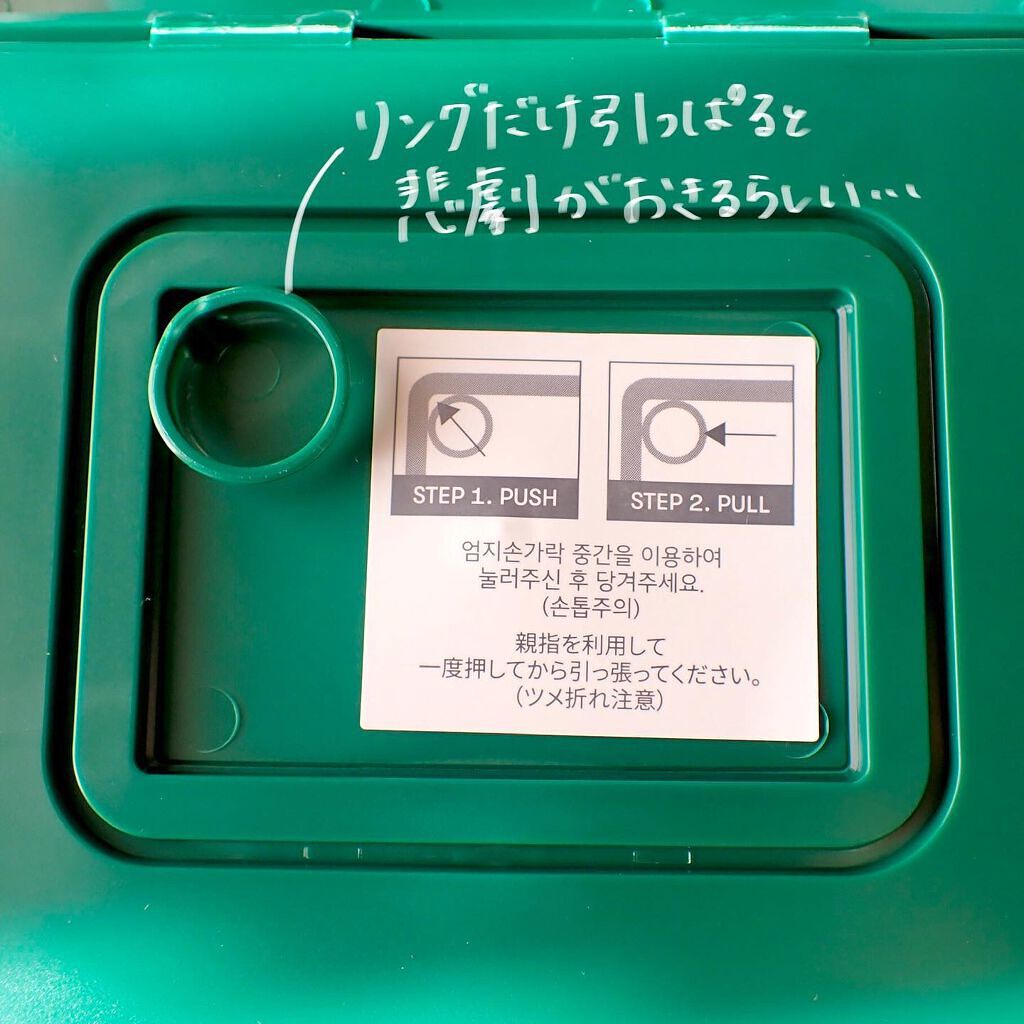 リングだけ引っぱると
悲劇がおきるらしい…
STEP 1. PUSH
STEP 2. PULL
엄지손가락 중간을 이용하여
눌러주신 후 당겨주세요.
(손톱주의)
親指を利用して
一度押してから引っ張ってください。
(ツメ折れ注意)